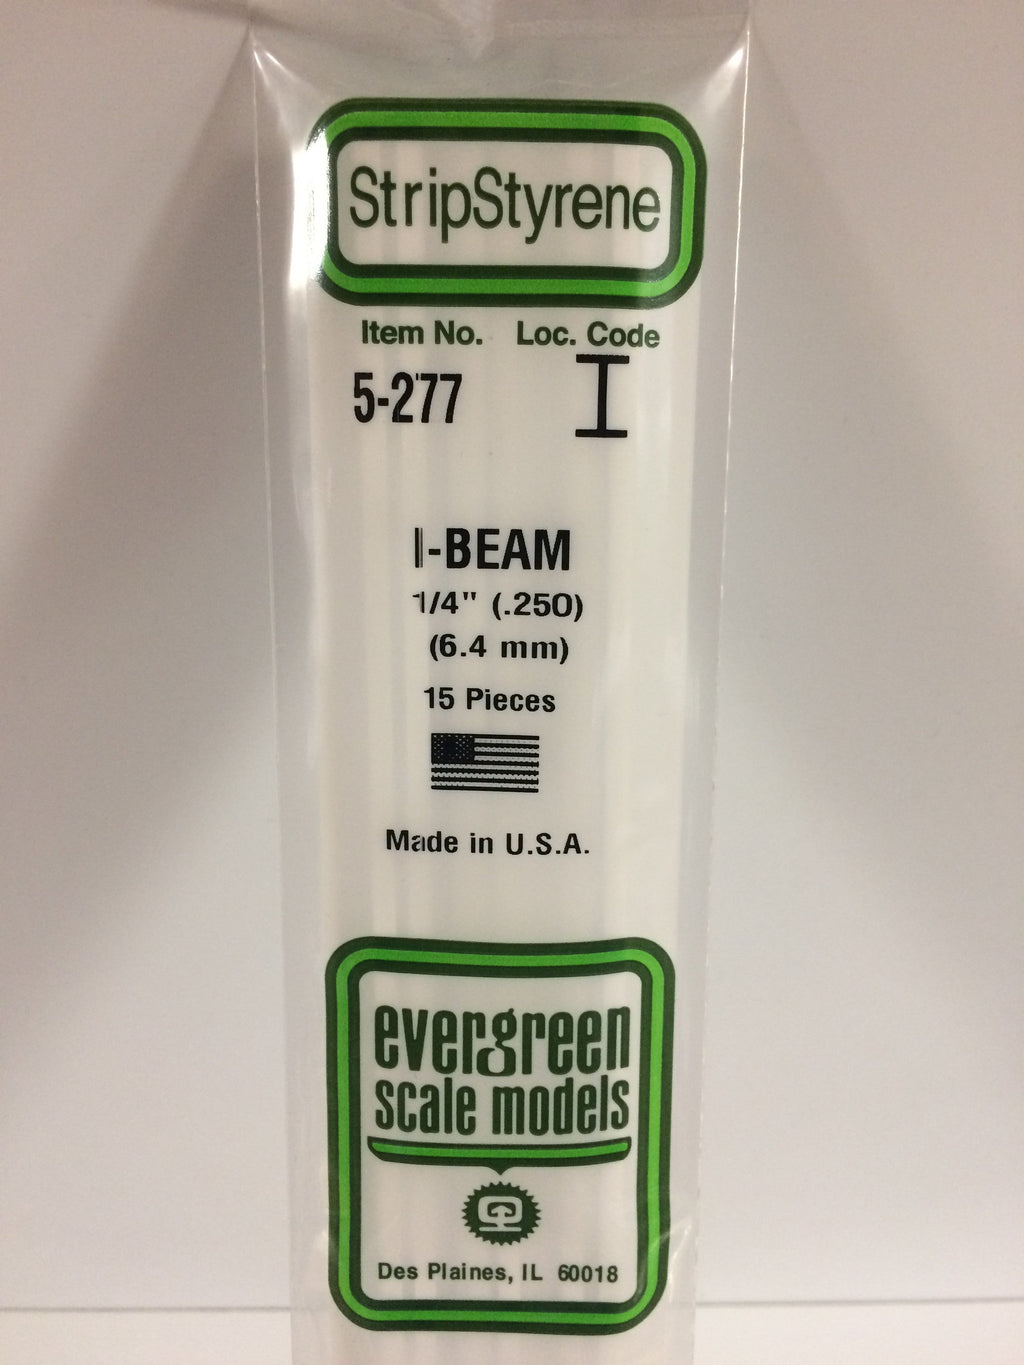 StripStyrene
Item No. Loc. Code
5-277 I
I-BEAM
1/4" (.250)
(6.4 mm)
15 Pieces
Made in U.S.A.
evergreen
scale models
Des Plaines, IL 60018